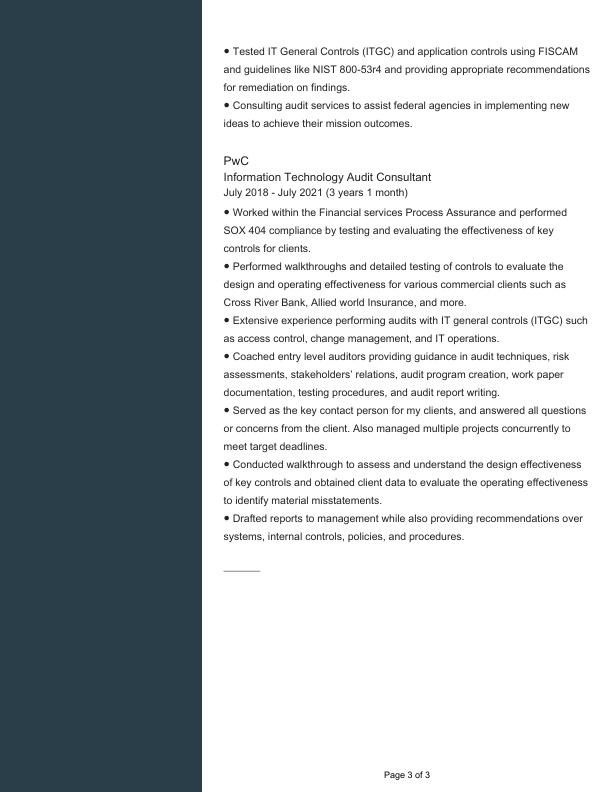 ● Tested IT General Controls (ITGC) and application controls using FISCAM
and guidelines like NIST 800-53r4 and providing appropriate recommendations
for remediation on findings.
● Consulting audit services to assist federal agencies in implementing new
ideas to achieve their mission outcomes.
PwC
Information Technology Audit Consultant
July 2018 - July 2021 (3 years 1 month)
● Worked within the Financial services Process Assurance and performed
SOX 404 compliance by testing and evaluating the effectiveness of key
controls for clients.
● Performed walkthroughs and detailed testing of controls to evaluate the
design and operating effectiveness for various commercial clients such as
Cross River Bank, Allied world Insurance, and more.
● Extensive experience performing audits with IT general controls (ITGC) such
as access control, change management, and IT operations.
● Coached entry level auditors providing guidance in audit techniques, risk
assessments, stakeholders' relations, audit program creation, work paper
documentation, testing procedures, and audit report writing.
● Served as the key contact person for my clients, and answered all questions
or concerns from the client. Also managed multiple projects concurrently to
meet target deadlines.
● Conducted walkthrough to assess and understand the design effectiveness
of key controls and obtained client data to evaluate the operating effectiveness
to identify material misstatements.
● Drafted reports to management while also providing recommendations over
systems, internal controls, policies, and procedures.
Page 3 of 3